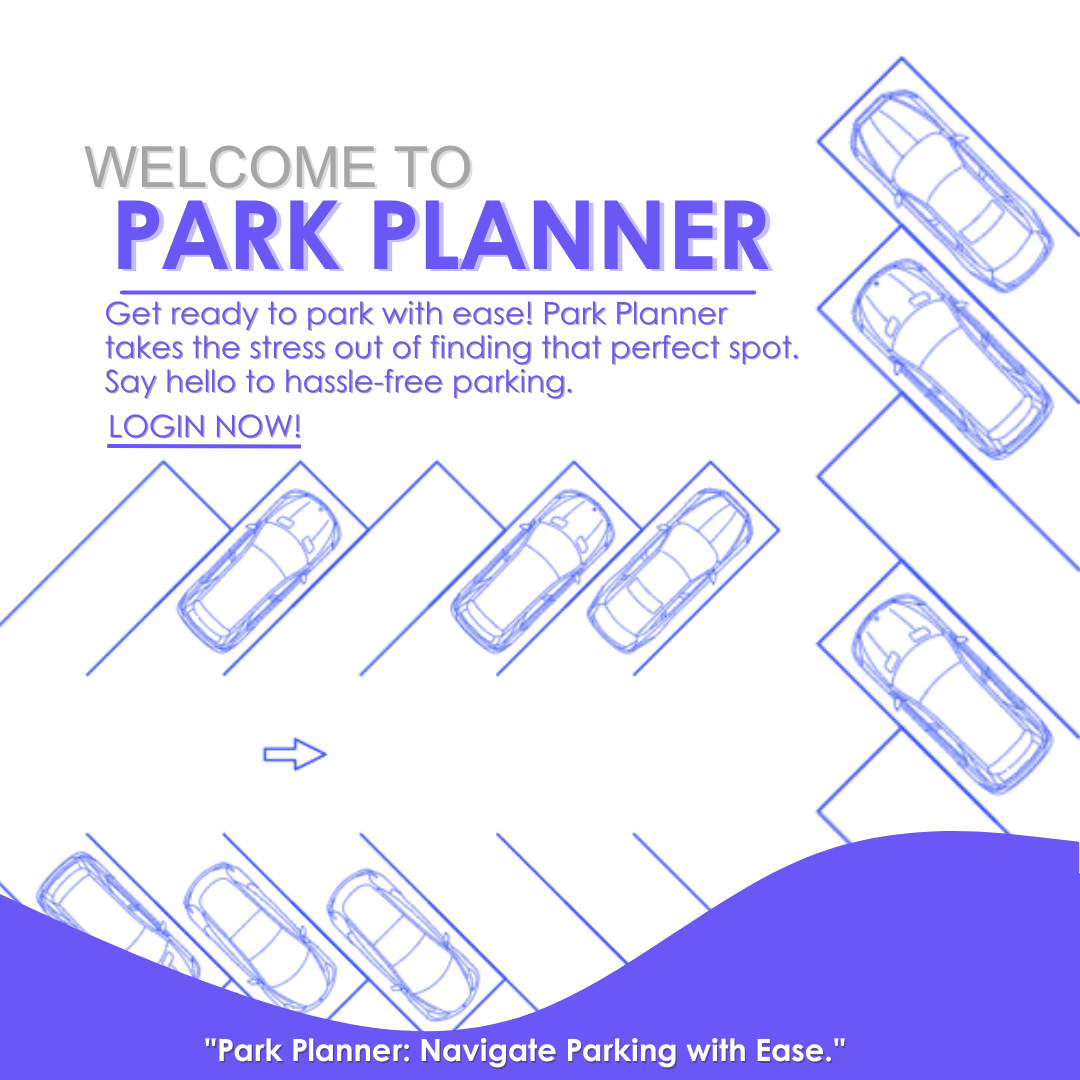 WELCOME TO
PARK PLANNER
Get ready to park with ease! Park Planner
takes the stress out of finding that perfect spot.
Say hello to hassle-free parking.
LOGIN NOW!
"Park Planner: Navigate Parking with Ease."